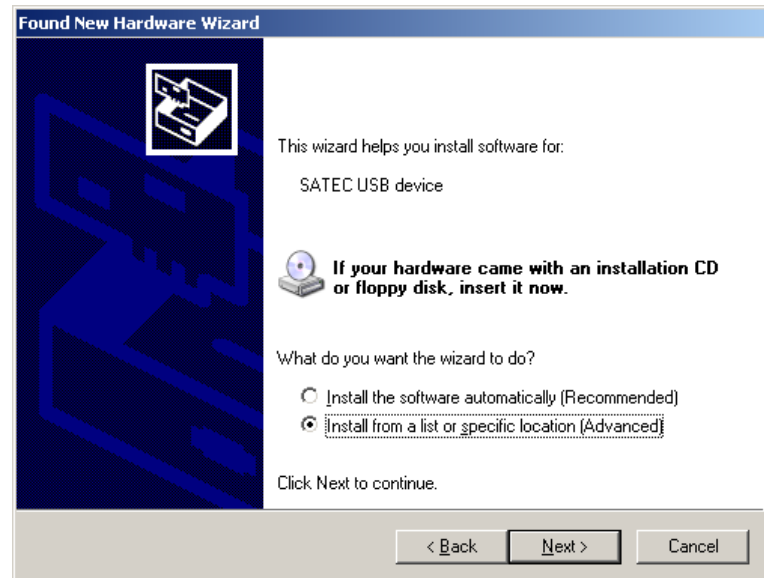 Found New Hardware Wizard
This wizard helps you install software for:
SATEC USB device
If your hardware came with an installation CD
or floppy disk, insert it now.
What do you want the wizard to do?
Install the software automatically (Recommended)
Install from a list or specific location (Advanced)
Click Next to continue.
< Back
Next >
Cancel